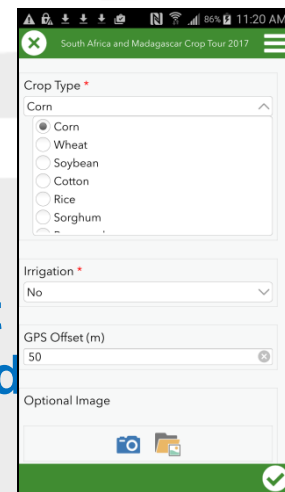 86% 11:20 AM
South Africa and Madagascar Crop Tour 2017
Crop Type *
Corn
Corn
Wheat
Soybean
Cotton
Rice
Sorghum
Irrigation *
No
GPS Offset (m)
50
d
Optional Image